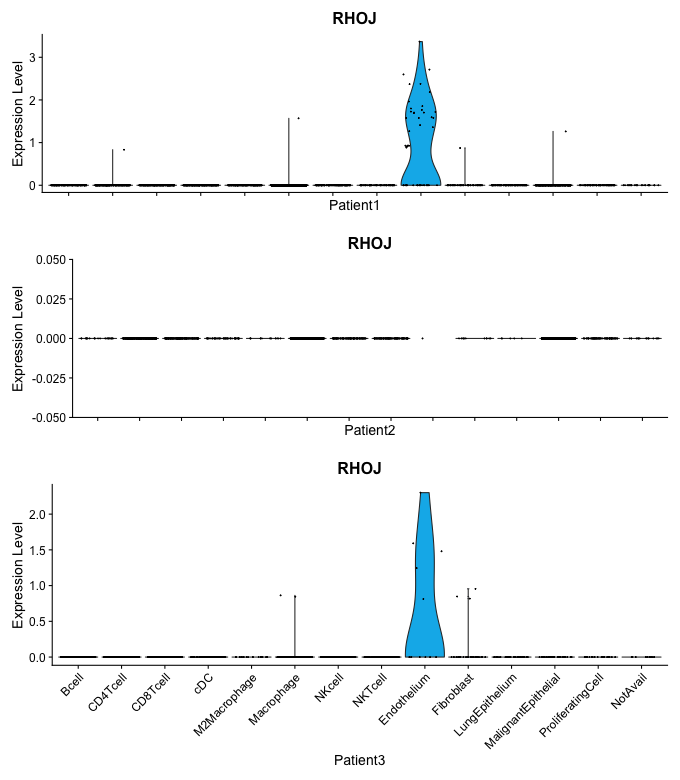 RHOJ
Expression Level
3
2
1
0
Patient1
RHOJ
Expression Level
0.050
0.025
0.000
-0.025
-0.050
Patient2
RHOJ
Expression Level
2.0
1.5
1.0
0.5
0.0
Bcell
CD4Tcell
CD8Tcell
cDC
M2Macrophage
Macrophage
NKcell
NKTcell
Endothelium
Fibroblast
LungEpithelium
MalignantEpithelial
ProliferatingCell
NotAvail
Patient3